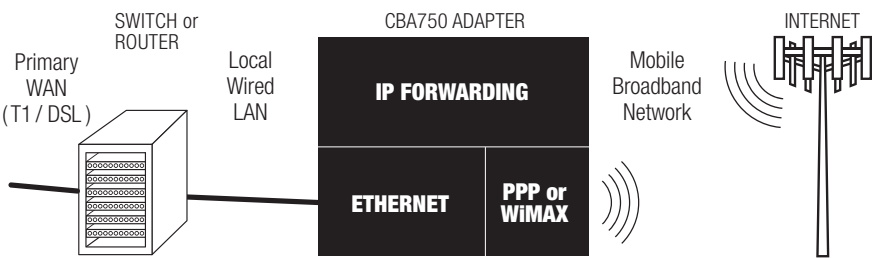 SWITCH or
ROUTER
CBA750 ADAPTER
INTERNET
Primary
WAN
(T1 / DSL)
Local
Wired
LAN
IP FORWARDING
Mobile
Broadband
Network
ETHERNET
PPP or
WiMAX